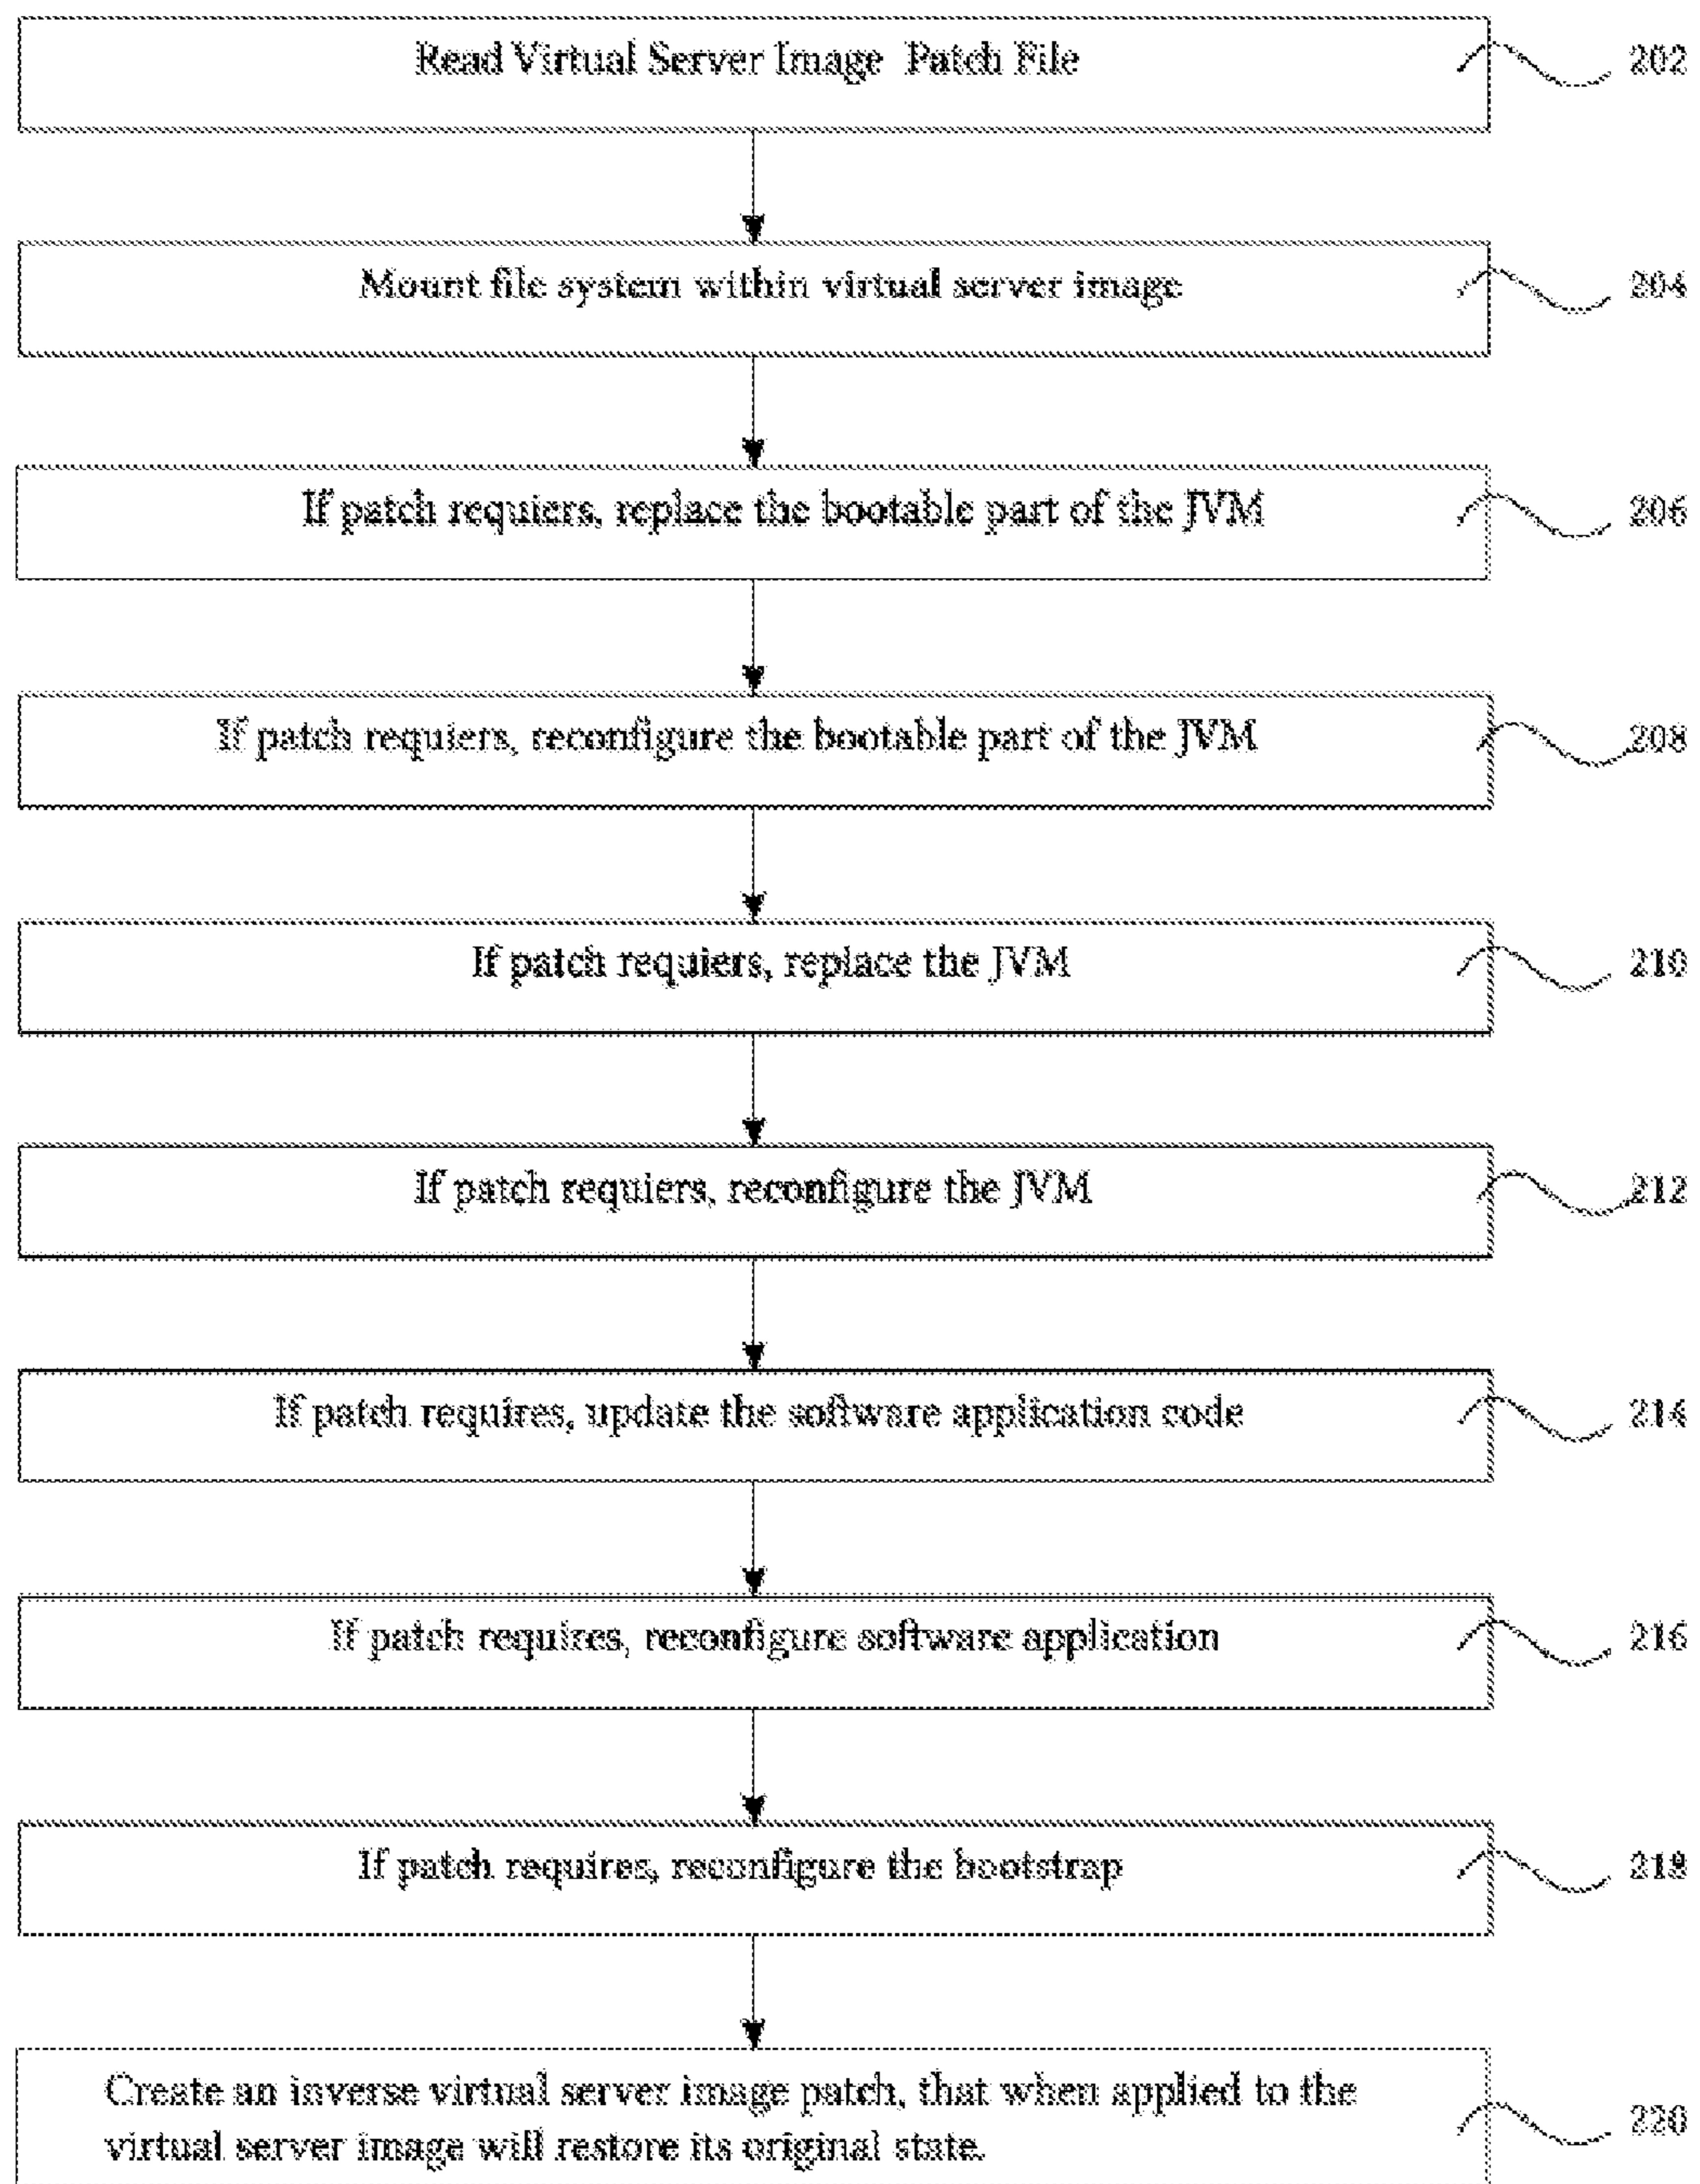 Read Virtual Server Image Patch File
202
Mount file system within virtual server image
204
If patch requiers, replace the bootable part of the JVM
206
If patch requiers, reconfigure the bootable part of the JVM
208
If patch requiers, replace the JVM
210
If patch requiers, reconfigure the JVM
212
If patch requires, update the software application code
214
If patch requires, reconfigure software application
216
If patch requires, reconfigure the bootstrap
218
Create an inverse virtual server image patch, that when applied to the
virtual server image will restore its original state.
220